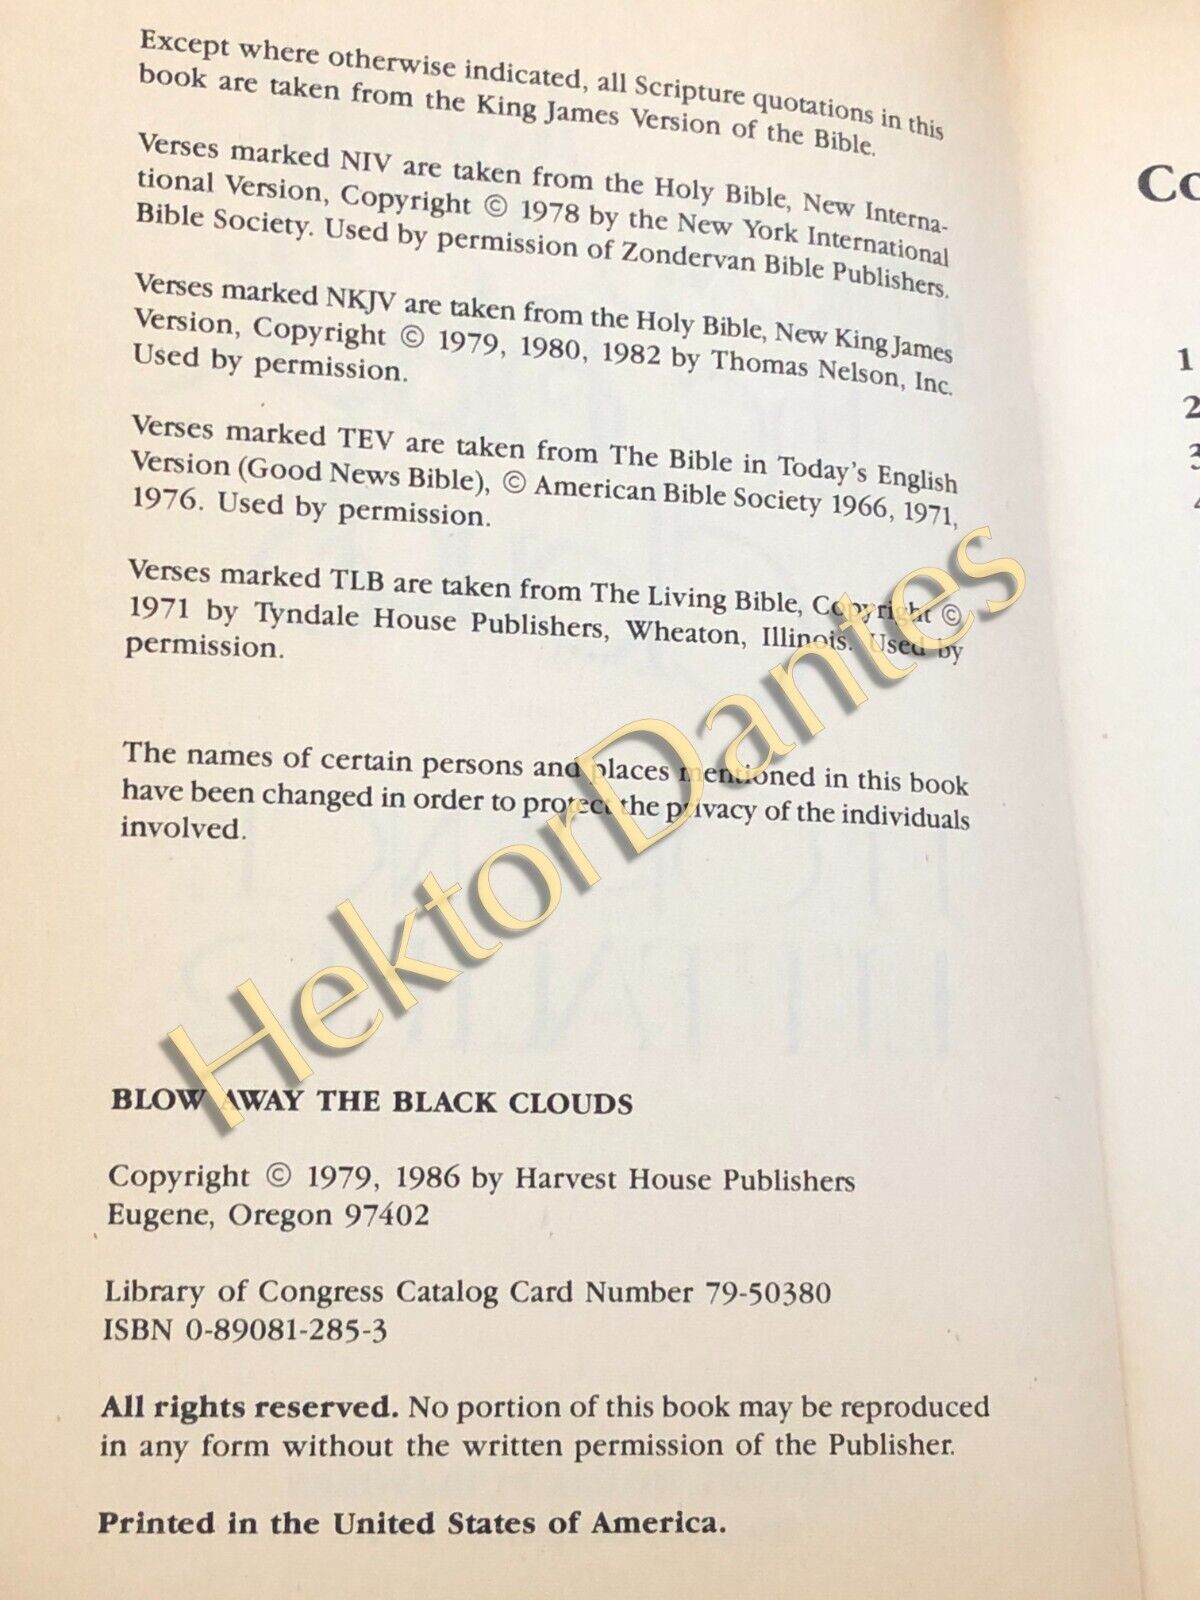 Except where otherwise indicated, all Scripture quotations in this
book are taken from the King James Version of the Bible.
Verses marked NIV are taken from the Holy Bible, New Interna-
tional Version, Copyright © 1978 by the New York International
Bible Society. Used by permission of Zondervan Bible Publishers.
Verses marked NKJV are taken from the Holy Bible, New King James
Version, Copyright © 1979, 1980, 1982 by Thomas Nelson, Inc.
Used by permission.
Verses marked TEV are taken from The Bible in Today's English
Version (Good News Bible), © American Bible Society 1966, 1971,
1976. Used by permission.
Verses marked TLB are taken from The Living Bible, Copyright ©
1971 by Tyndale House Publishers, Wheaton, Illinois. Used by
permission.
The names of certain persons and places mentioned in this book
have been changed in order to protect the privacy of the individuals
involved.
HektorDantes
BLOW AWAY THE BLACK CLOUDS
Copyright © 1979, 1986 by Harvest House Publishers
Eugene, Oregon 97402
Library of Congress Catalog Card Number 79-50380
ISBN 0-89081-285-3
All rights reserved. No portion of this book may be reproduced
in any form without the written permission of the Publisher.
Printed in the United States of America.
Co
1
2
3